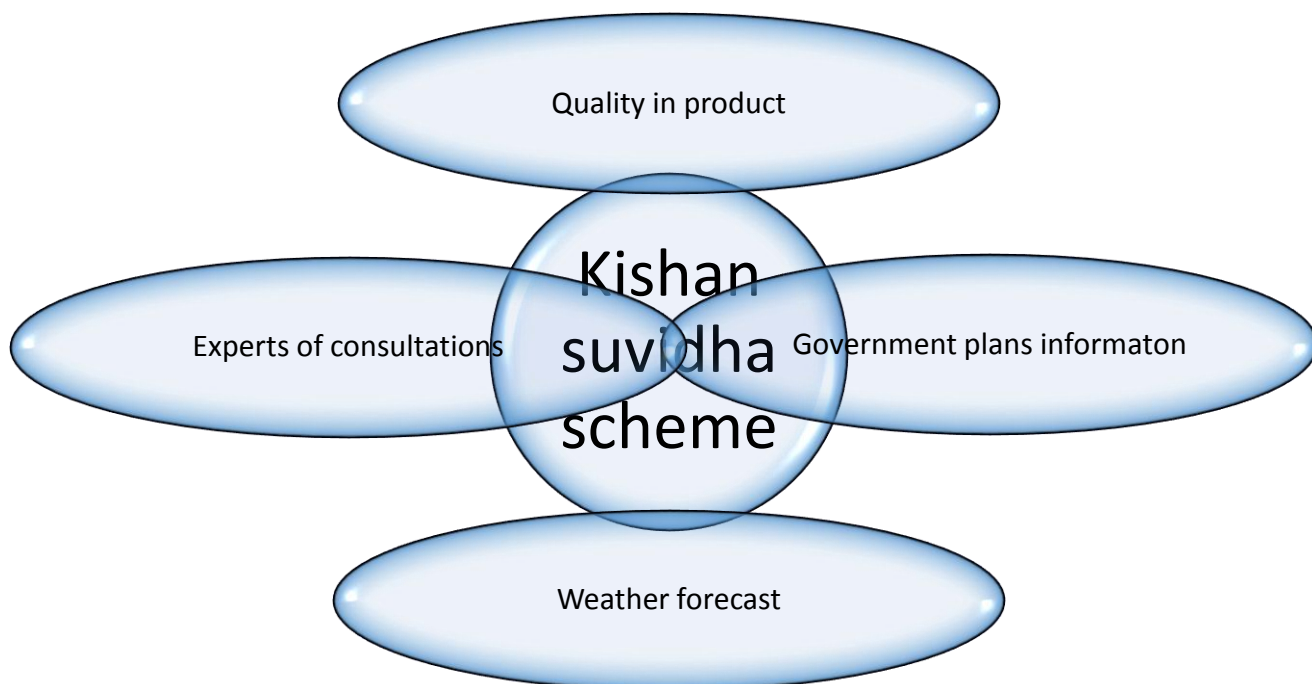 Quality in product
Kishan
suvidha
scheme
Experts of consultations
Government plans informaton
Weather forecast